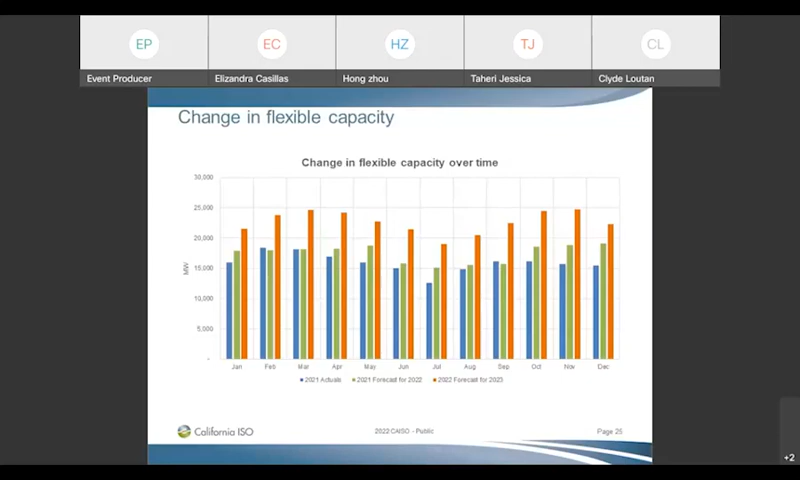 EP EC HZ TJ CL
Event Producer Elizandra Casillas Hong zhou Taheri Jessica Clyde Loutan
Change in flexible capacity
Change in flexible capacity over time
30,000
25,000
20,000
15,000
10,000
5,000
-
MW
Jan Feb Mar Apr May Jun Jul Aug Sep Oct Nov Dec
2021 Actuals 2021 Forecast for 2022 2022 Forecast for 2023
California ISO 2022 CAISO - Public Page 25
+2